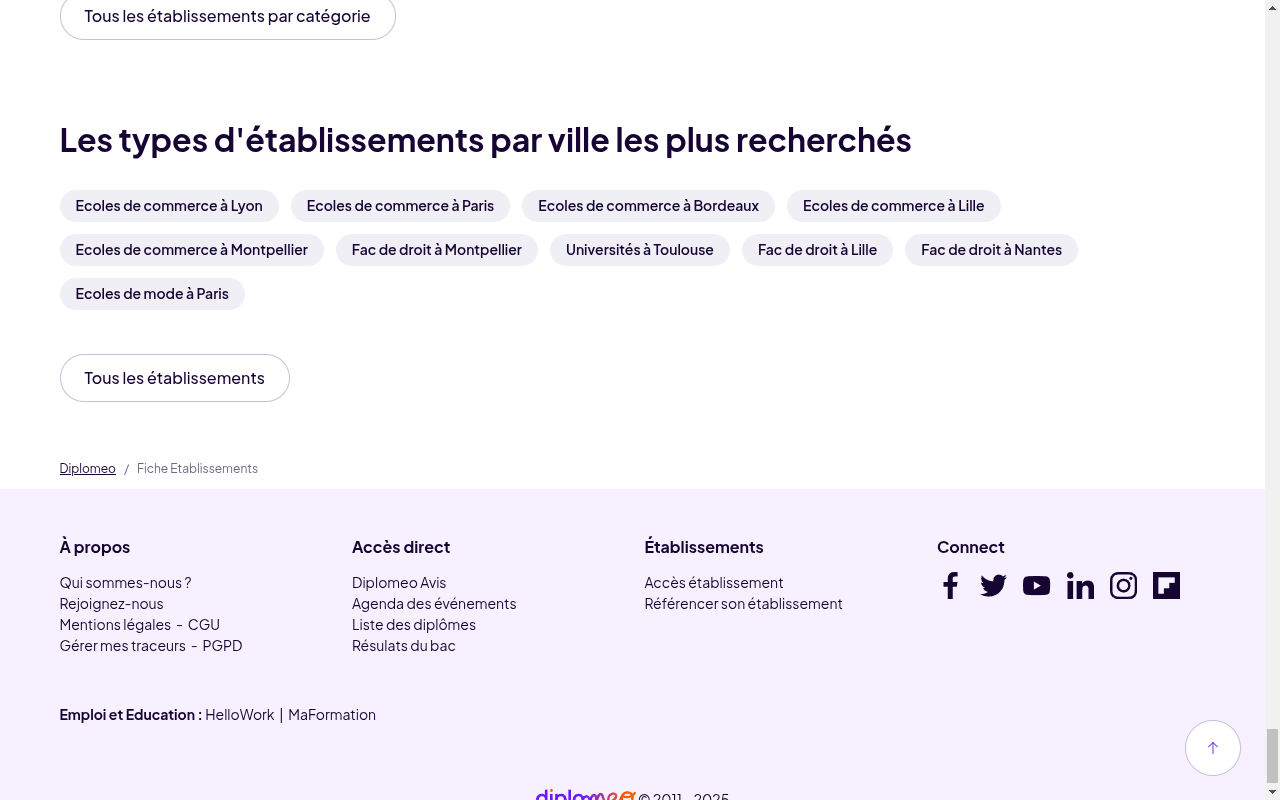 Tous les établissements par catégorie
Les types d'établissements par ville les plus recherchés
Ecoles de commerce à Lyon
Ecoles de commerce à Paris
Ecoles de commerce à Bordeaux
Ecoles de commerce à Lille
Ecoles de commerce à Montpellier
Fac de droit à Montpellier
Universités à Toulouse
Fac de droit à Lille
Fac de droit à Nantes
Ecoles de mode à Paris
Tous les établissements
Diplomeo / Fiche Etablissements
À propos
Qui sommes-nous ?
Rejoignez-nous
Mentions légales - CGU
Gérer mes traceurs - PGPD
Accès direct
Diplomeo Avis
Agenda des événements
Liste des diplômes
Résulats du bac
Établissements
Accès établissement
Référencer son établissement
Connect
Emploi et Education : HelloWork | MaFormation
diplomeo © 2011 - 2025